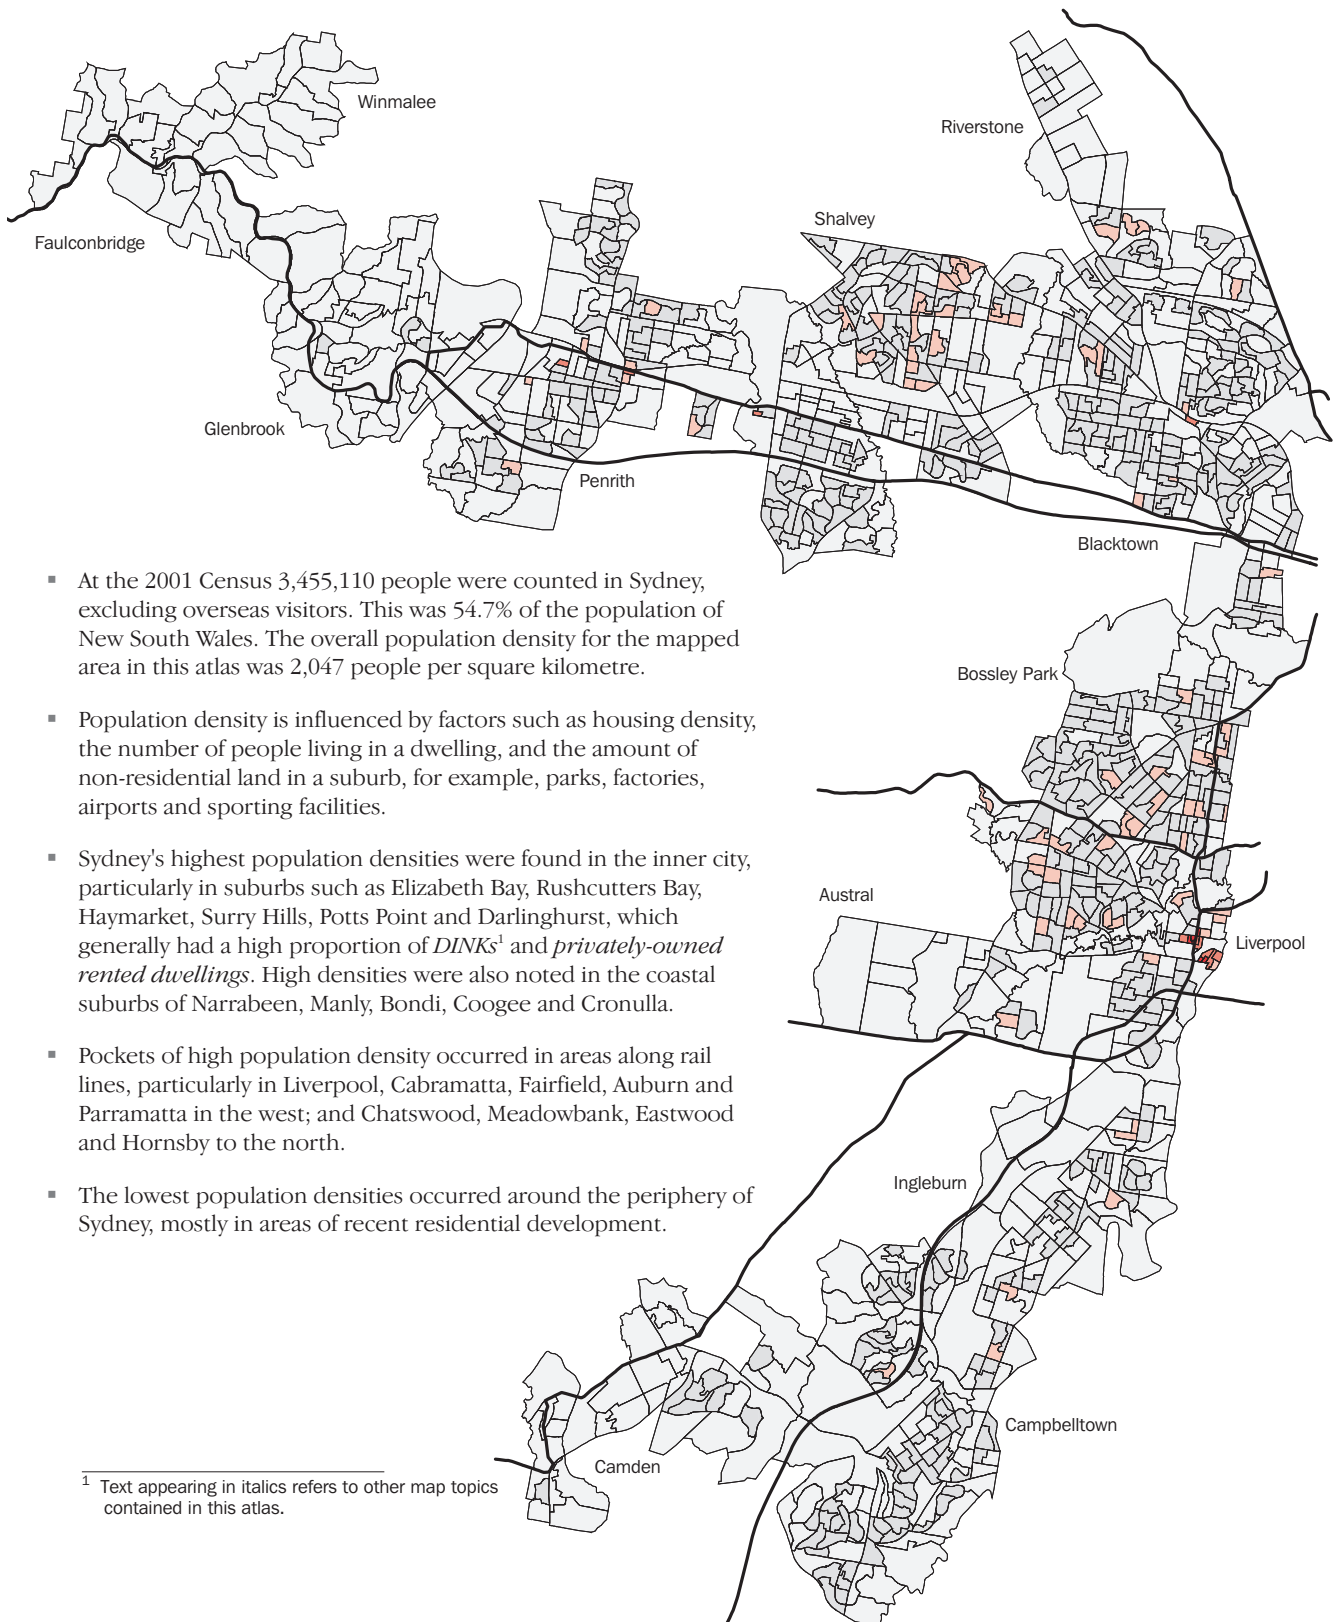 Winmalee
Riverstone
Shalvey
Faulconbridge
Glenbrook
Penrith
Blacktown
▪ At the 2001 Census 3,455,110 people were counted in Sydney,
excluding overseas visitors. This was 54.7% of the population of
New South Wales. The overall population density for the mapped
area in this atlas was 2,047 people per square kilometre.
Bossley Park
▪ Population density is influenced by factors such as housing density,
the number of people living in a dwelling, and the amount of
non-residential land in a suburb, for example, parks, factories,
airports and sporting facilities.
▪ Sydney's highest population densities were found in the inner city,
particularly in suburbs such as Elizabeth Bay, Rushcutters Bay,
Haymarket, Surry Hills, Potts Point and Darlinghurst, which
generally had a high proportion of DINKs¹ and privately-owned
rented dwellings. High densities were also noted in the coastal
suburbs of Narrabeen, Manly, Bondi, Coogee and Cronulla.
Austral
Liverpool
▪ Pockets of high population density occurred in areas along rail
lines, particularly in Liverpool, Cabramatta, Fairfield, Auburn and
Parramatta in the west; and Chatswood, Meadowbank, Eastwood
and Hornsby to the north.
▪ The lowest population densities occurred around the periphery of
Sydney, mostly in areas of recent residential development.
Ingleburn
Campbelltown
Camden
¹ Text appearing in italics refers to other map topics
contained in this atlas.